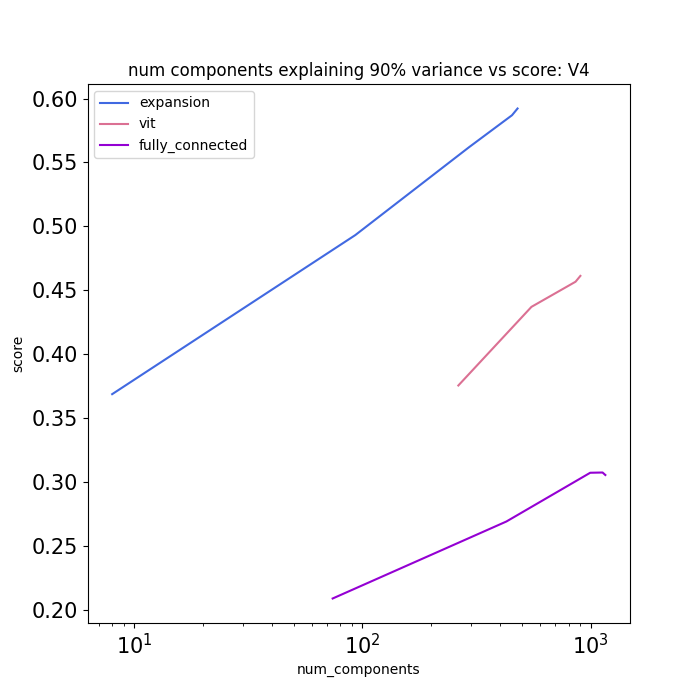 num components explaining 90% variance vs score: V4
expansion
vit
fully_connected
0.60
0.55
0.50
0.45
0.40
0.35
0.30
0.25
0.20
score
10¹ 10² 10³
num_components